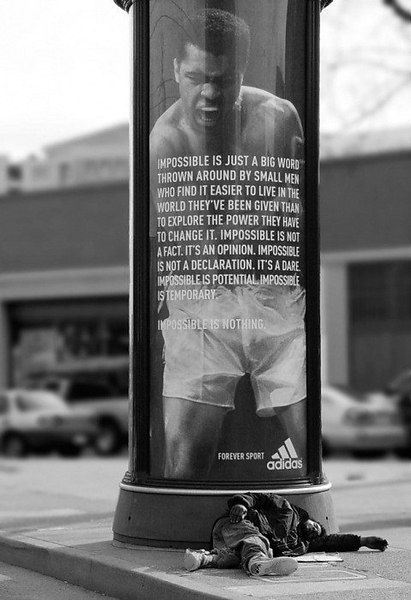 IMPOSSIBLE IS JUST A BIG WORD
THROWN AROUND BY SMALL MEN
WHO FIND IT EASIER TO LIVE IN THE
WORLD THEY'VE BEEN GIVEN THAN
TO EXPLORE THE POWER THEY HAVE
TO CHANGE IT. IMPOSSIBLE IS NOT
A FACT. IT'S AN OPINION. IMPOSSIBLE
IS NOT A DECLARATION. IT'S A DARE.
IMPOSSIBLE IS POTENTIAL. IMPOSSIBLE
IS TEMPORARY.
IMPOSSIBLE IS NOTHING.
FOREVER SPORT
adidas